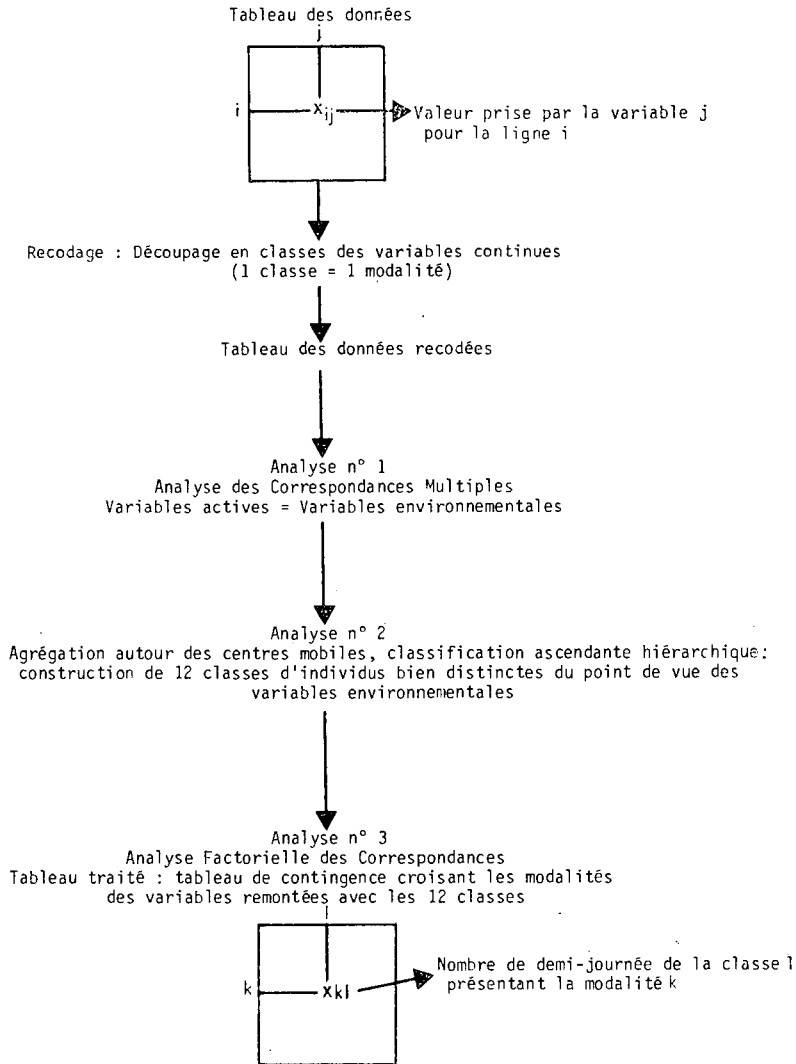 Tableau des données
j
i
xij
Valeur prise par la variable j
pour la ligne i
Recodage : Découpage en classes des variables continues
(1 classe = 1 modalité)
Tableau des données recodées
Analyse n° 1
Analyse des Correspondances Multiples
Variables actives = Variables environnementales
Analyse n° 2
Agrégation autour des centres mobiles, classification ascendante hiérarchique:
construction de 12 classes d'individus bien distinctes du point de vue des
variables environnementales
Analyse n° 3
Analyse Factorielle des Correspondances
Tableau traité : tableau de contingence croisant les modalités
des variables remontées avec les 12 classes
l
k
xkl
Nombre de demi-journée de la classe l
présentant la modalité k